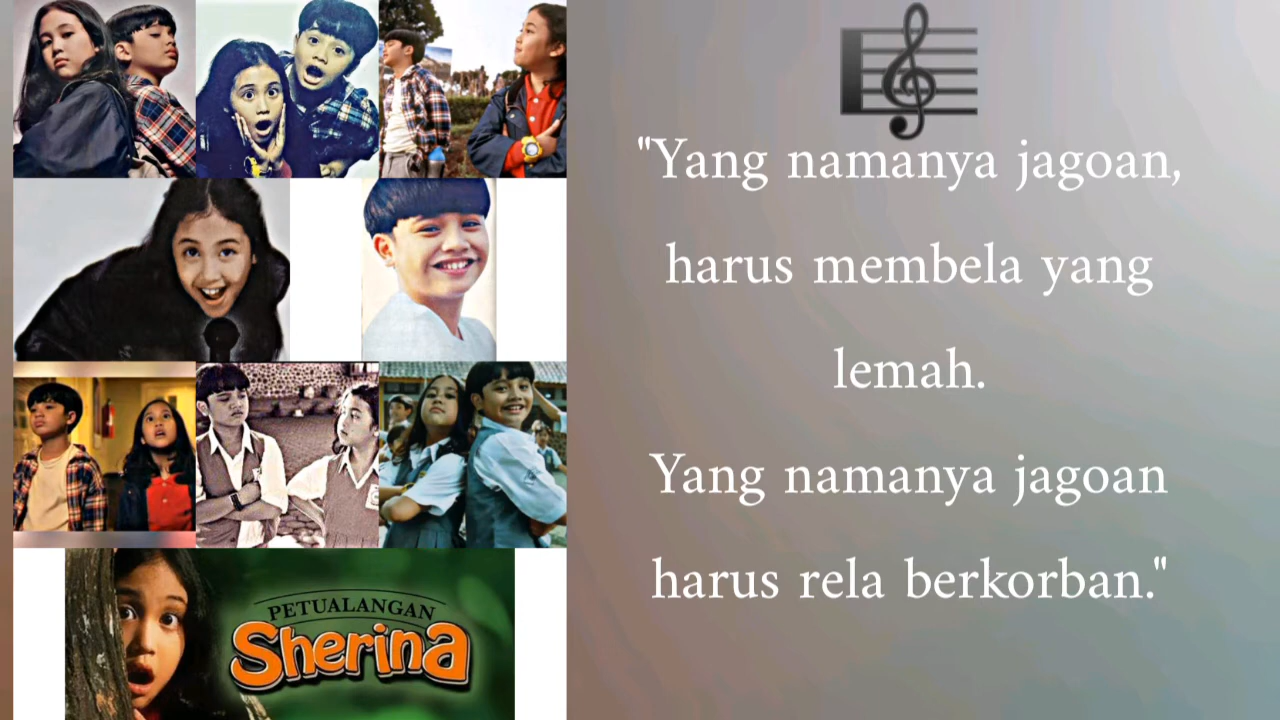 "Yang namanya jagoan,
harus membela yang
lemah.
Yang namanya jagoan
harus rela berkorban."
PETUALANGAN
Sherina